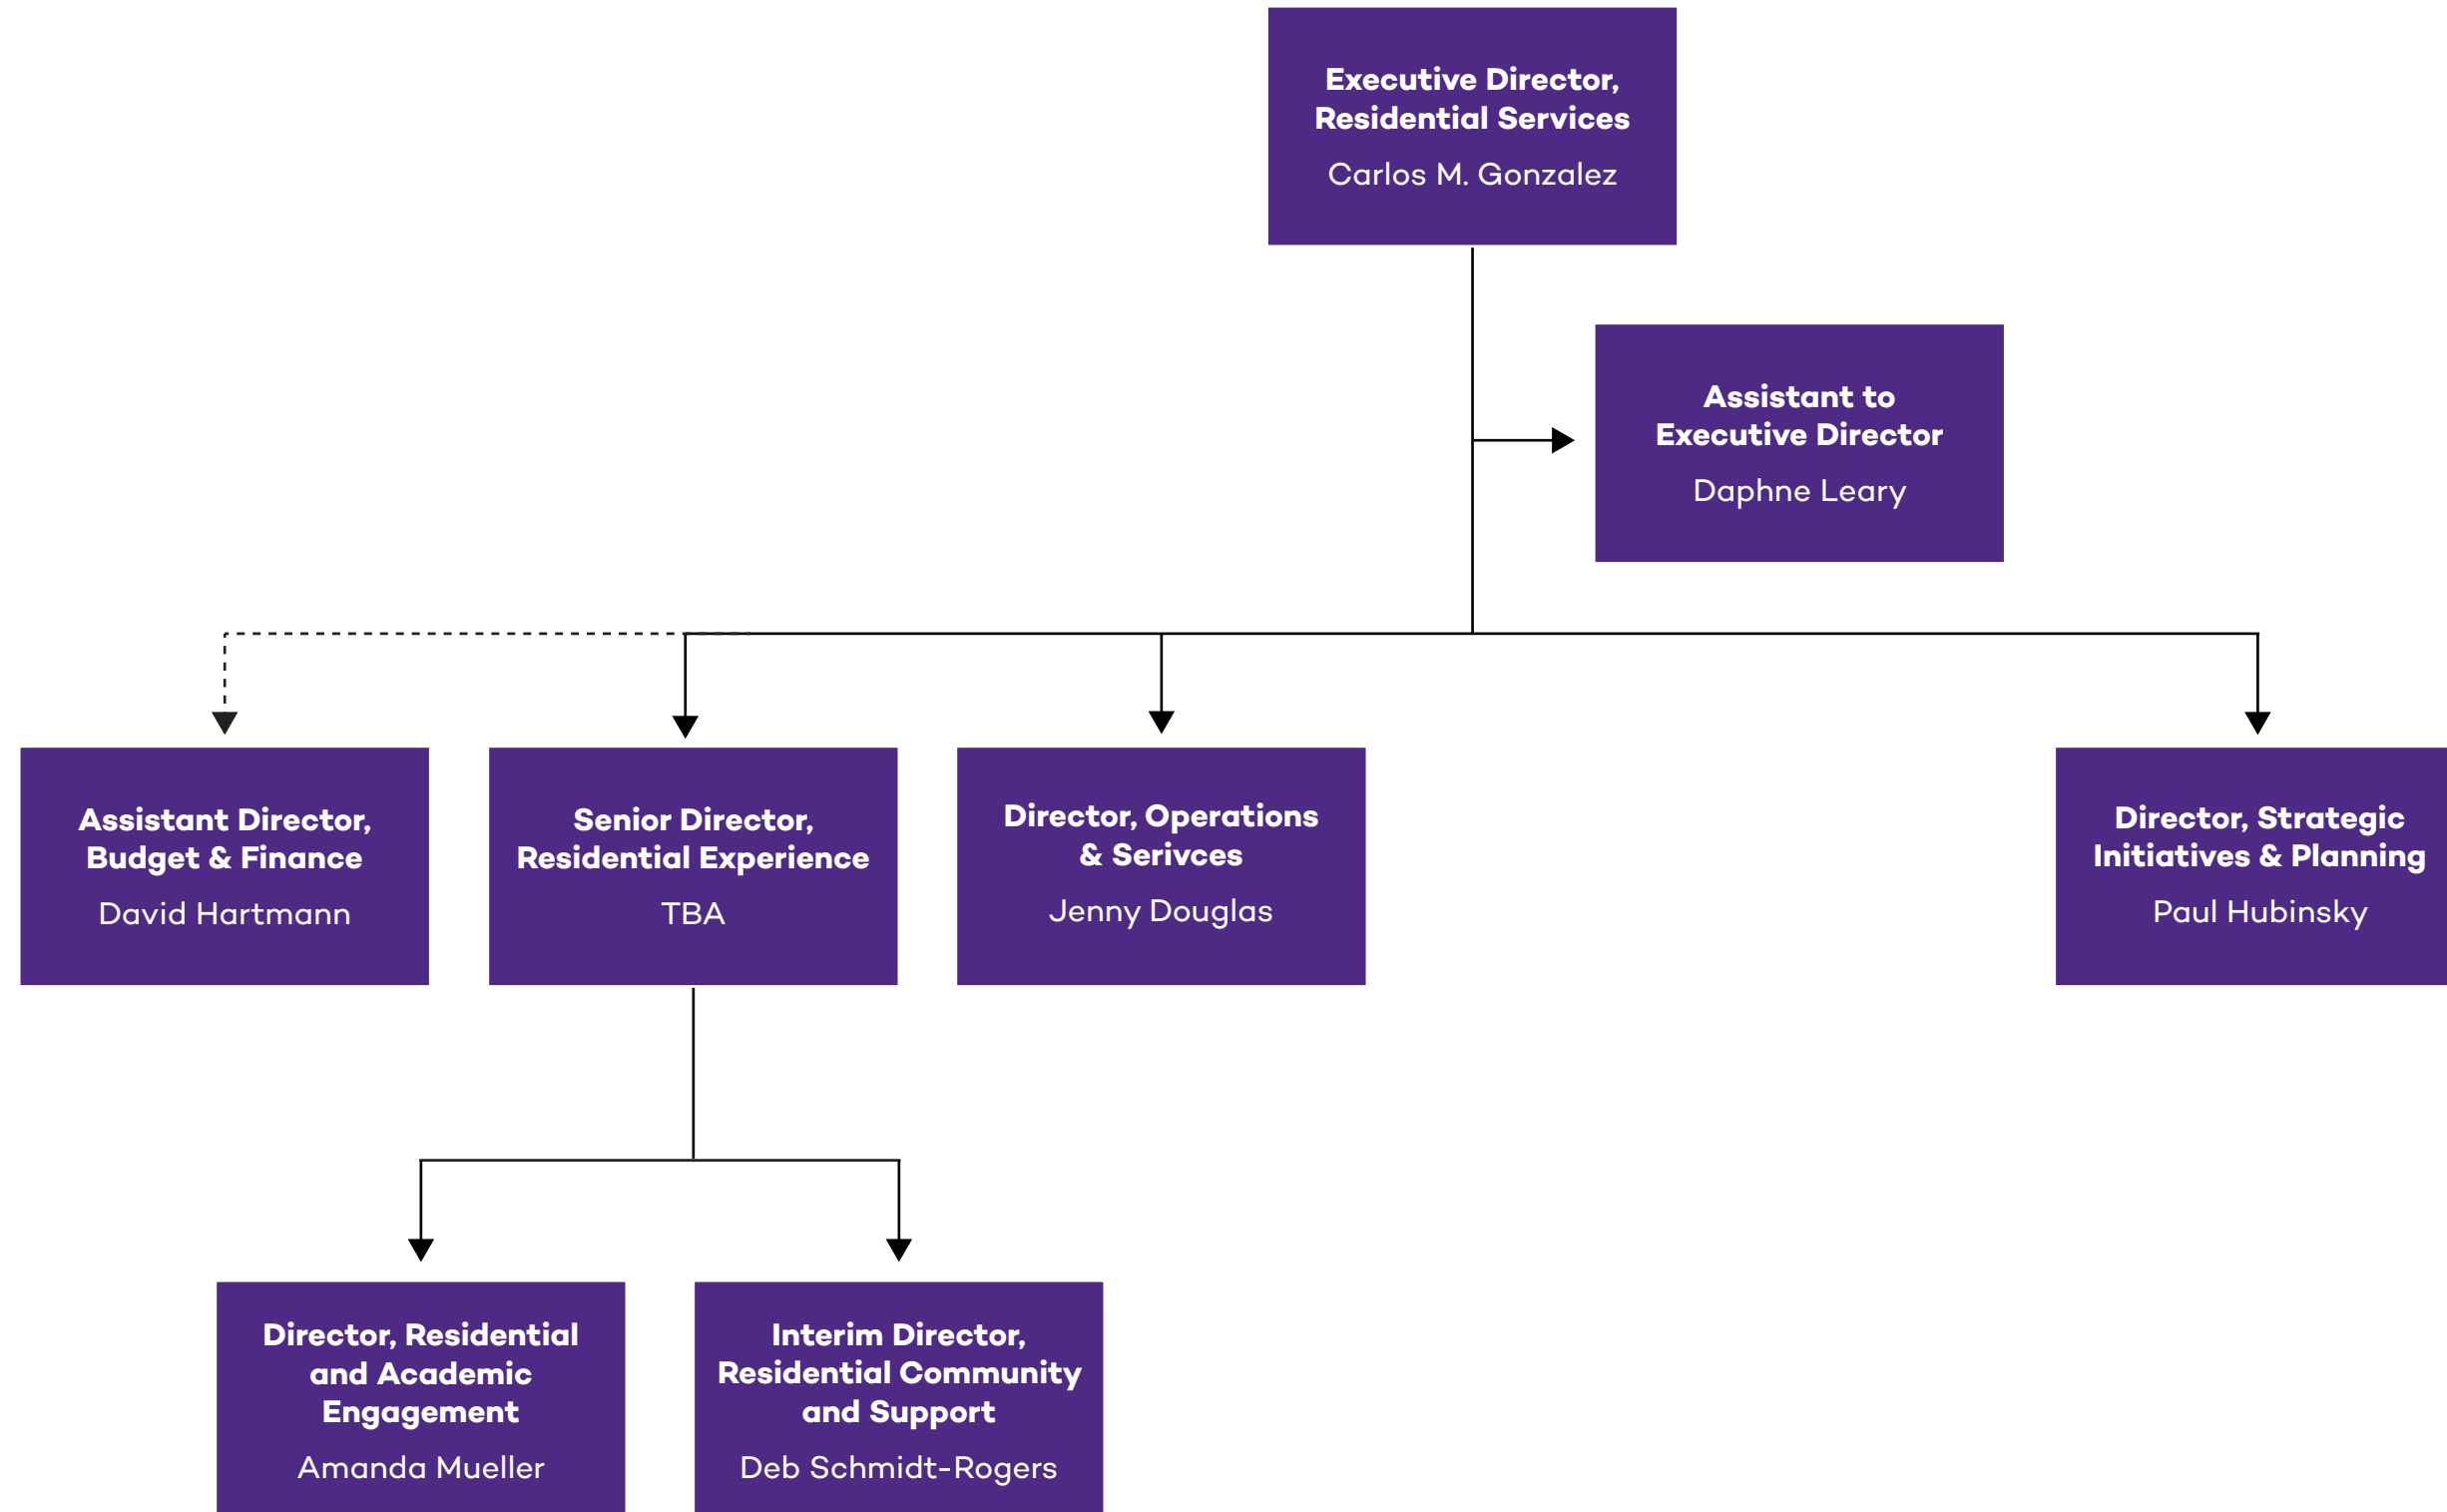 Executive Director,
Residential Services
Carlos M. Gonzalez
Assistant to
Executive Director
Daphne Leary
Assistant Director,
Budget & Finance
David Hartmann
Senior Director,
Residential Experience
TBA
Director, Operations
& Serivces
Jenny Douglas
Director, Strategic
Initiatives & Planning
Paul Hubinsky
Director, Residential
and Academic
Engagement
Amanda Mueller
Interim Director,
Residential Community
and Support
Deb Schmidt-Rogers